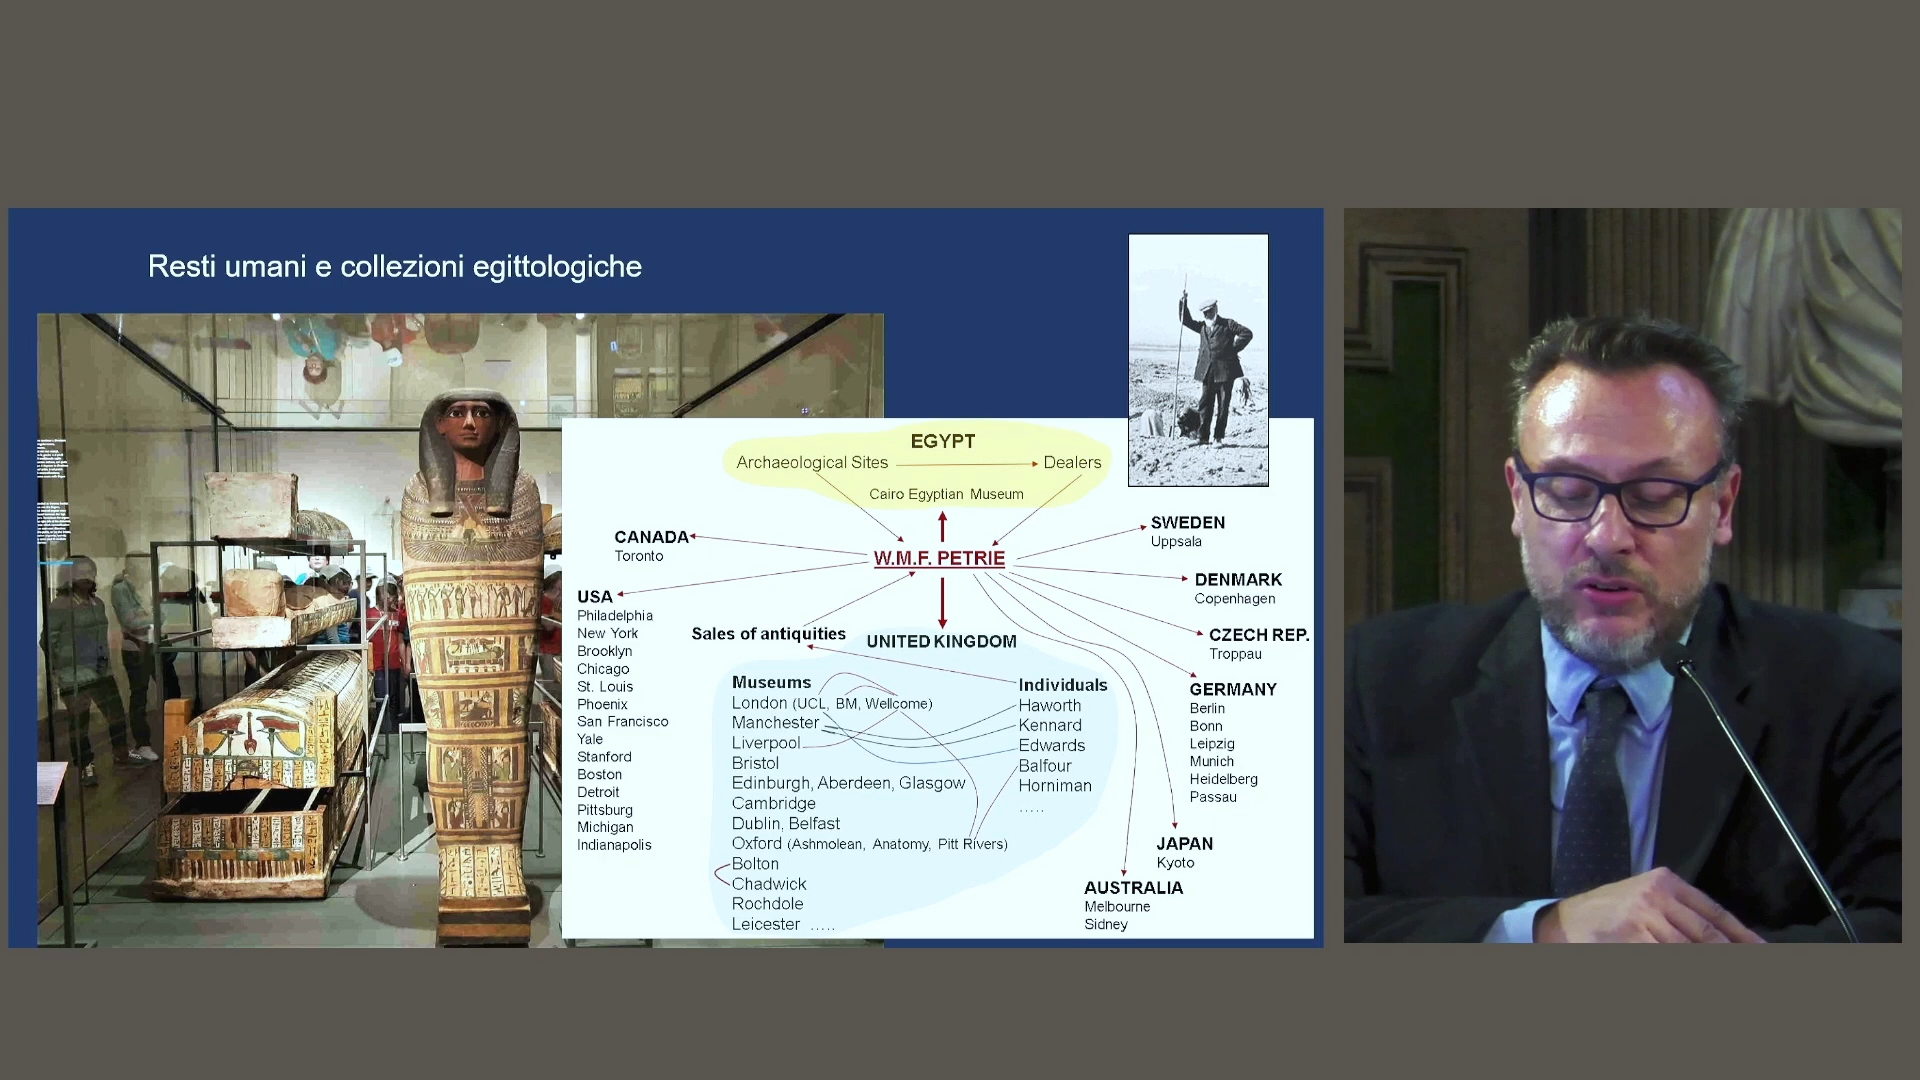 Resti umani e collezioni egittologiche
EGYPT
Archaeological Sites
Dealers
Cairo Egyptian Museum
W.M.F. PETRIE
CANADA
Toronto
USA
Philadelphia
New York
Brooklyn
Chicago
St. Louis
Phoenix
San Francisco
Yale
Stanford
Boston
Detroit
Pittsburg
Michigan
Indianapolis
Sales of antiquities
UNITED KINGDOM
Museums
London (UCL, BM, Wellcome)
Manchester
Liverpool
Bristol
Edinburgh, Aberdeen, Glasgow
Cambridge
Dublin, Belfast
Oxford (Ashmolean, Anatomy, Pitt Rivers)
Bolton
Chadwick
Rochdole
Leicester .....
Individuals
Haworth
Kennard
Edwards
Balfour
Horniman
.....
SWEDEN
Uppsala
DENMARK
Copenhagen
CZECH REP.
Troppau
GERMANY
Berlin
Bonn
Leipzig
Munich
Heidelberg
Passau
JAPAN
Kyoto
AUSTRALIA
Melbourne
Sidney